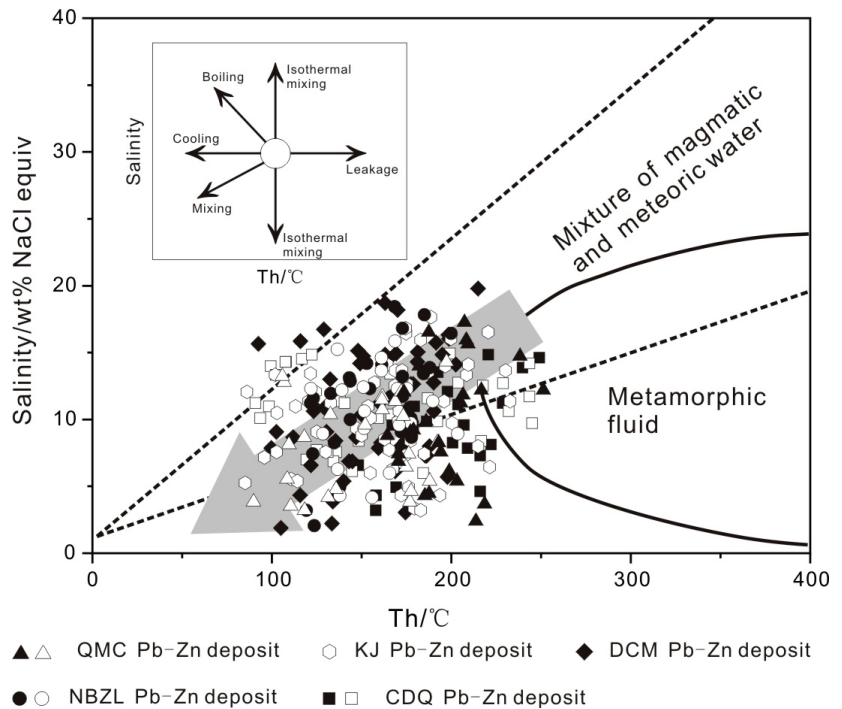 40
30
20
10
0
Salinity/wt% NaCl equiv
Isothermal
mixing
Boiling
Cooling
Leakage
Mixing
Isothermal
mixing
Salinity
Th/℃
Mixture of magmatic
and meteoric water
Metamorphic
fluid
0 100 200 300 400
Th/℃
QMC Pb-Zn deposit KJ Pb-Zn deposit DCM Pb-Zn deposit
NBZL Pb-Zn deposit CDQ Pb-Zn deposit